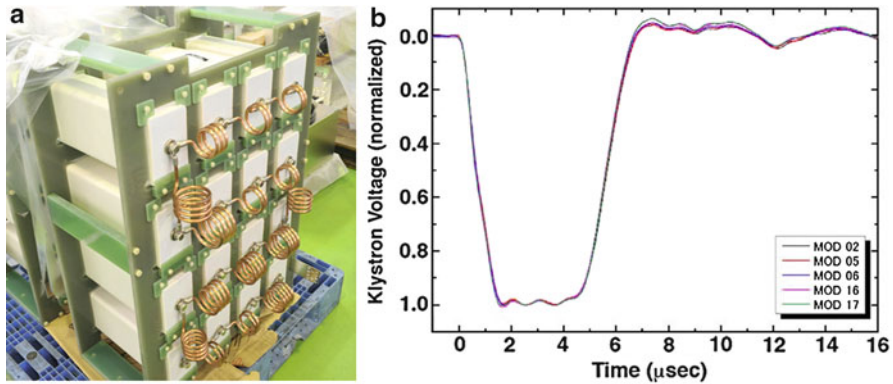 a
b
Klystron Voltage (normalized)
0.0
0.2
0.4
0.6
0.8
1.0
MOD 02
MOD 05
MOD 06
MOD 16
MOD 17
0 2 4 6 8 10 12 14 16
Time (μsec)